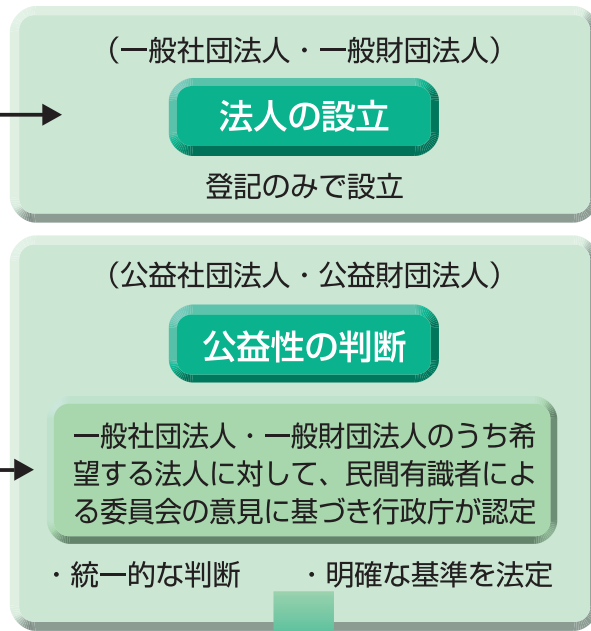 （一般社団法人・一般財団法人）
法人の設立
登記のみで設立
（公益社団法人・公益財団法人）
公益性の判断
一般社団法人・一般財団法人のうち希
望する法人に対して、民間有識者によ
る委員会の意見に基づき行政庁が認定
・統一的な判断　・明確な基準を法定